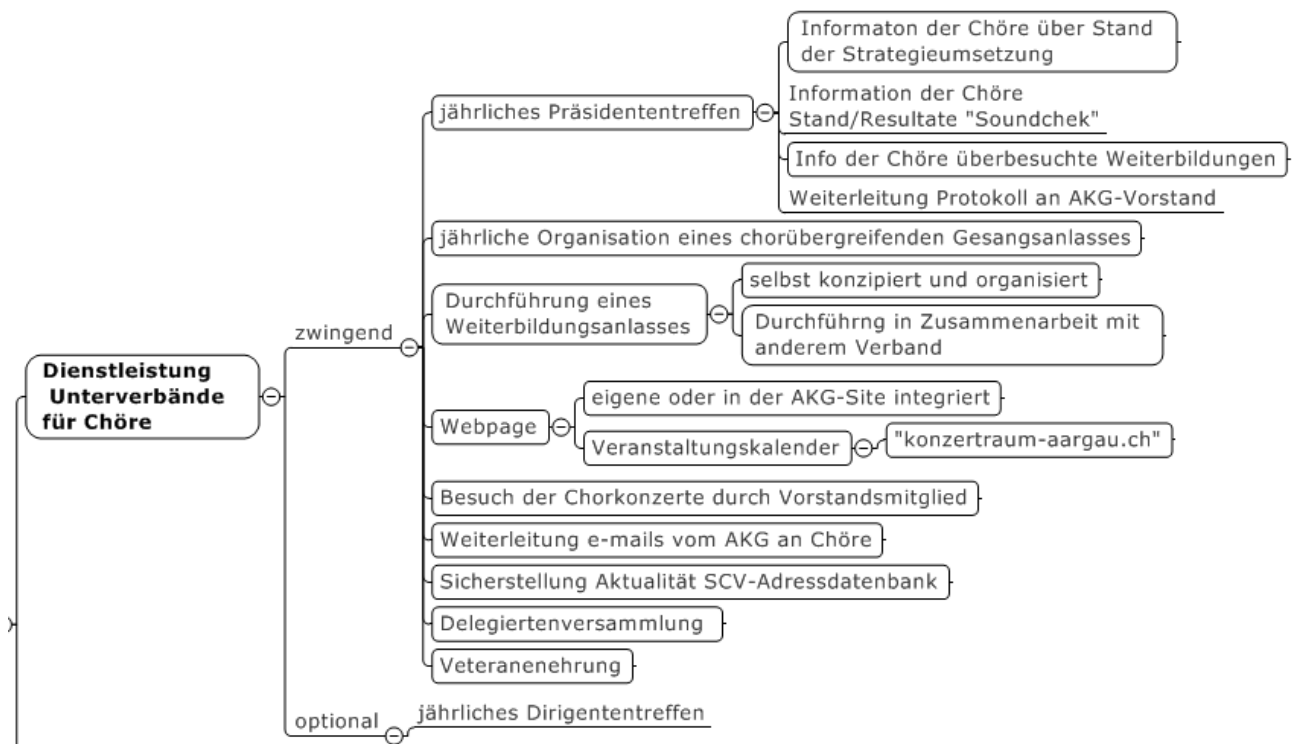 Dienstleistung
Unterverbände
für Chöre
zwingend
jährliches Präsidententreffen
Informaton der Chöre über Stand
der Strategieumsetzung
Information der Chöre
Stand/Resultate "Soundchek"
Info der Chöre überbesuchte Weiterbildungen
Weiterleitung Protokoll an AKG-Vorstand
jährliche Organisation eines chorübergreifenden Gesangsanlasses
Durchführung eines
Weiterbildungsanlasses
selbst konzipiert und organisiert
Durchführng in Zusammenarbeit mit
anderem Verband
Webpage
eigene oder in der AKG-Site integriert
Veranstaltungskalender
"konzertraum-aargau.ch"
Besuch der Chorkonzerte durch Vorstandsmitglied
Weiterleitung e-mails vom AKG an Chöre
Sicherstellung Aktualität SCV-Adressdatenbank
Delegiertenversammlung
Veteranenehrung
optional
jährliches Dirigententreffen